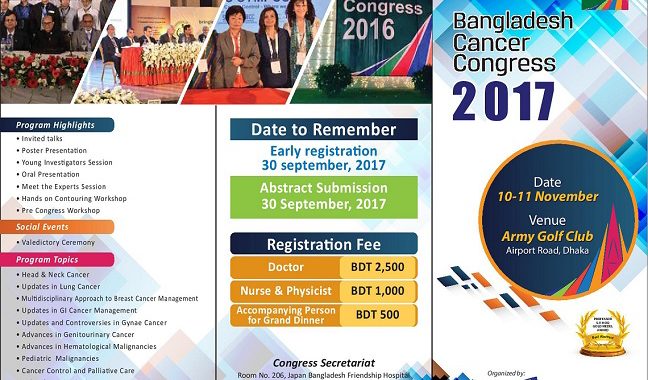 Congress
2016
Program Highlights
• Invited talks
• Poster Presentation
• Young Investigators Session
• Oral Presentation
• Meet the Experts Session
• Hands on Contouring Workshop
• Pre Congress Workshop
Social Events
• Valedictory Ceremony
Program Topics
• Head & Neck Cancer
• Updates in Lung Cancer
• Multidisciplinary Approach to Breast Cancer Management
• Updates in GI Cancer Management
• Updates and Controversies in Gynae Cancer
• Advances in Genitourinary Cancer
• Advances in Hematological Malignancies
• Pediatric Malignancies
• Cancer Control and Palliative Care
Date to Remember
Early registration
30 september, 2017
Abstract Submission
30 September, 2017
Registration Fee
Doctor BDT 2,500
Nurse & Physicist BDT 1,000
Accompanying Person
for Grand Dinner BDT 500
Congress Secretariat
Room No. 206, Japan Bangladesh Friendship Hospital
Bangladesh
Cancer
Congress
2017
Date
10-11 November
Venue
Army Golf Club
Airport Road, Dhaka
PROFESSOR
GOLD MEDAL
AWARD
Organized by: